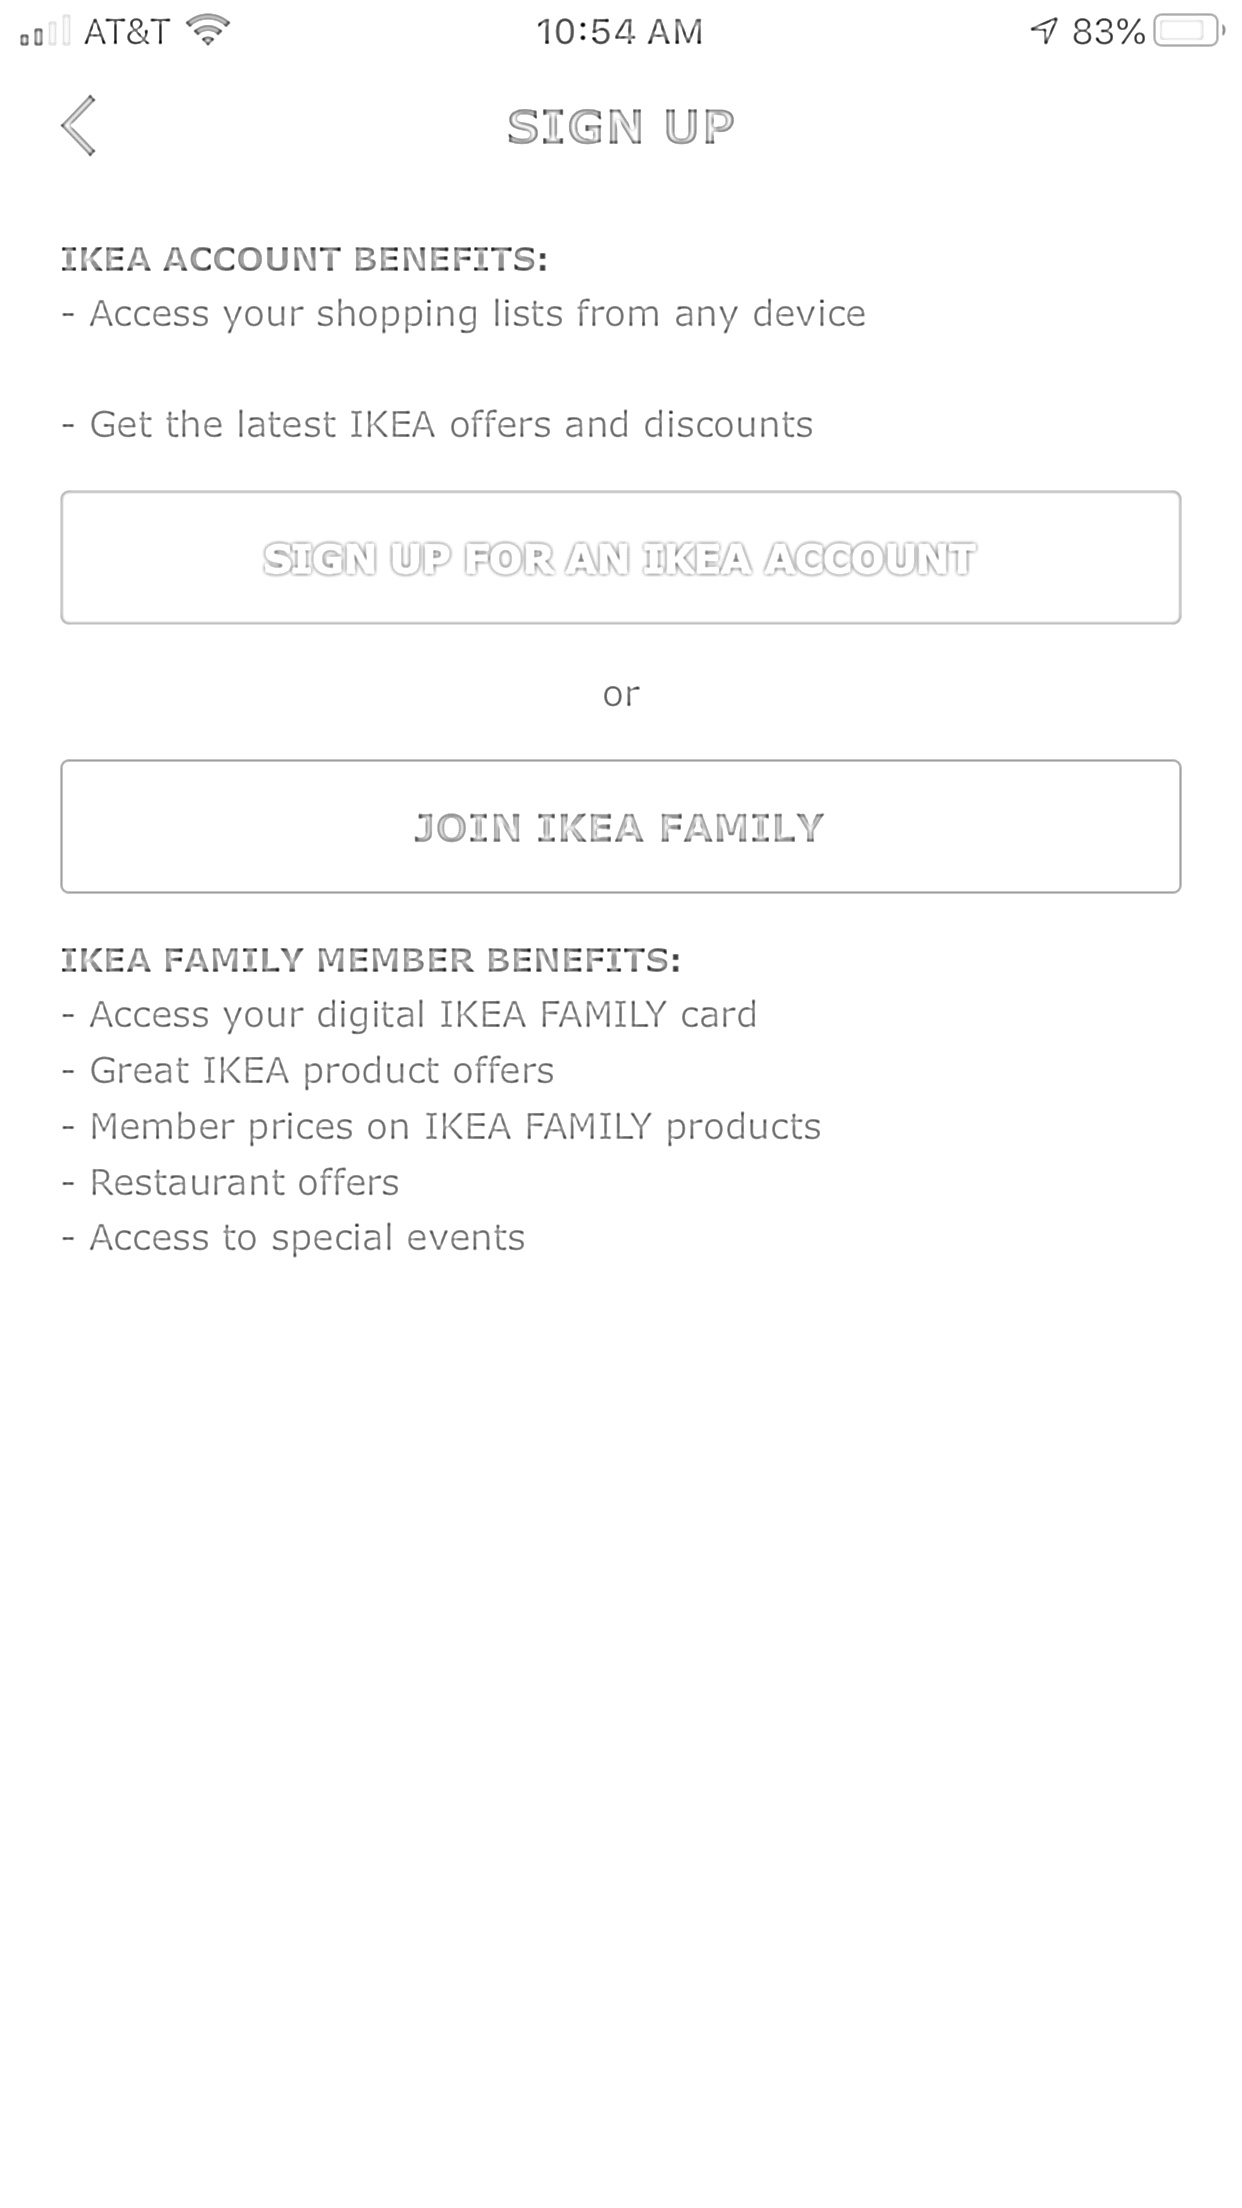 AT&T 10:54 AM 83%
SIGN UP
IKEA ACCOUNT BENEFITS:
- Access your shopping lists from any device
- Get the latest IKEA offers and discounts
SIGN UP FOR AN IKEA ACCOUNT
or
JOIN IKEA FAMILY
IKEA FAMILY MEMBER BENEFITS:
- Access your digital IKEA FAMILY card
- Great IKEA product offers
- Member prices on IKEA FAMILY products
- Restaurant offers
- Access to special events